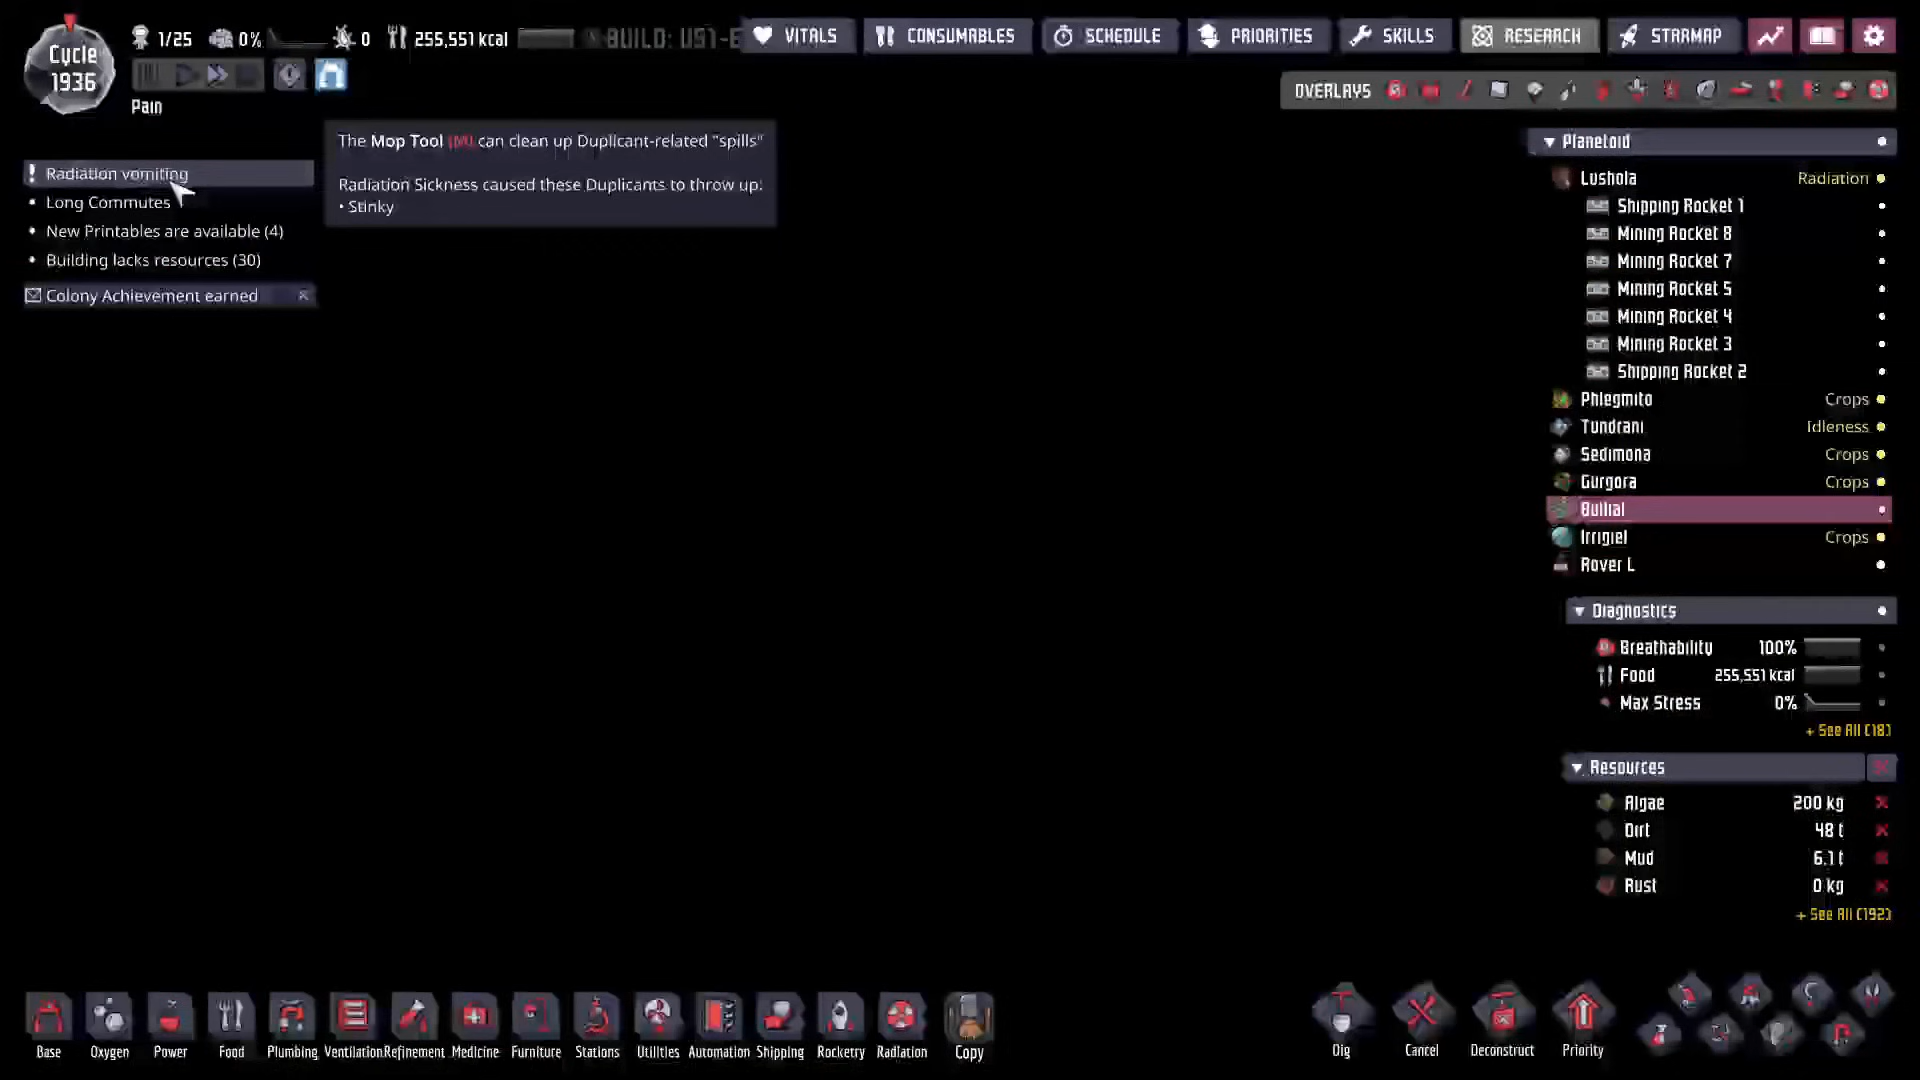 Cycle
1936
1/25
0%
0
255,551 kcal
BUILD: US1-E
VITALS
CONSUMABLES
SCHEDULE
PRIORITIES
SKILLS
RESEARCH
STARMAP
Pain
OVERLAYS
Radiation vomiting
Long Commutes
New Printables are available (4)
Building lacks resources (30)
Colony Achievement earned
The Mop Tool [M] can clean up Duplicant-related "spills"
Radiation Sickness caused these Duplicants to throw up:
• Stinky
Planetoid
Lushola Radiation
Shipping Rocket 1
Mining Rocket 8
Mining Rocket 7
Mining Rocket 5
Mining Rocket 4
Mining Rocket 3
Shipping Rocket 2
Phlegmito Crops
Tundrani Idleness
Sedimona Crops
Gurgora Crops
Bullial
Irrigiel Crops
Rover L
Diagnostics
Breathability 100%
Food 255,551 kcal
Max Stress 0%
+ See All (18)
Resources
Algae 200 kg
Dirt 48 t
Mud 6.1 t
Rust 0 kg
+ See All (192)
Base
Oxygen
Power
Food
Plumbing
Ventilation
Refinement
Medicine
Furniture
Stations
Utilities
Automation
Shipping
Rocketry
Radiation
Copy
Dig
Cancel
Deconstruct
Priority